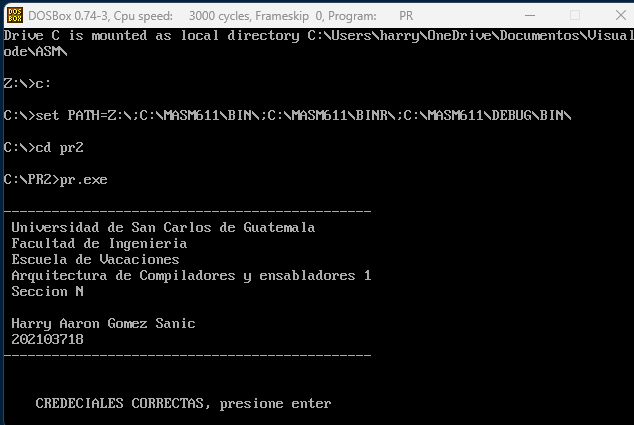 DOSBox 0.74-3, Cpu speed: 3000 cycles, Frameskip 0, Program: PR
Drive C is mounted as local directory C:\Users\harry\OneDrive\Documentos\Visual
ode\ASM\
Z:\>c:
C:\>set PATH=Z:\;C:\MASM611\BIN\;C:\MASM611\BINR\;C:\MASM611\DEBUG\BIN\
C:\>cd pr2
C:\PR2>pr.exe
----------------------------------------------
Universidad de San Carlos de Guatemala
Facultad de Ingenieria
Escuela de Vacaciones
Arquitectura de Compiladores y ensabladores 1
Seccion N
Harry Aaron Gomez Sanic
202103718
----------------------------------------------
CREDECIALES CORRECTAS, presione enter